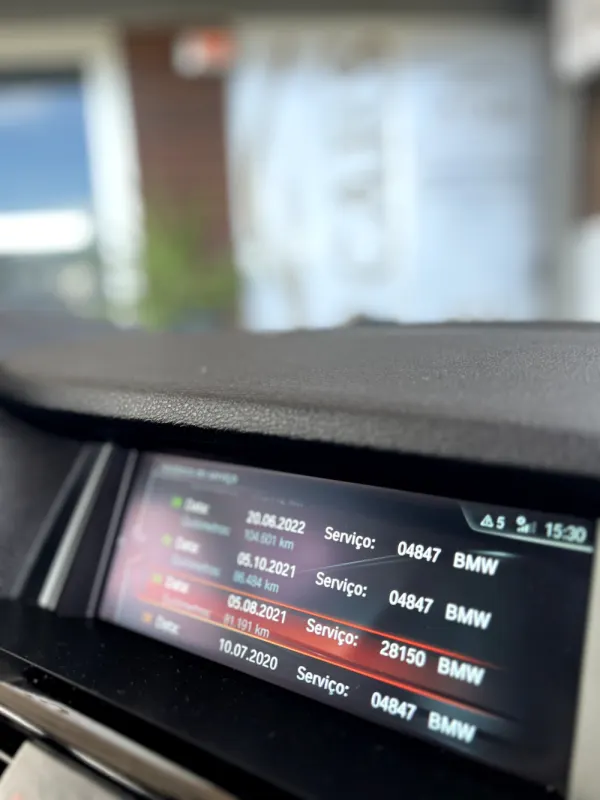 ⚠5 15:30
Data: 20.06.2022 Serviço: 04847 BMW
Quilómetros: 104.601 km
Data: 05.10.2021 Serviço: 04847 BMW
86.484 km
Data: 05.08.2021 Serviço: 28150 BMW
81.191 km
Data: 10.07.2020 Serviço: 04847 BMW